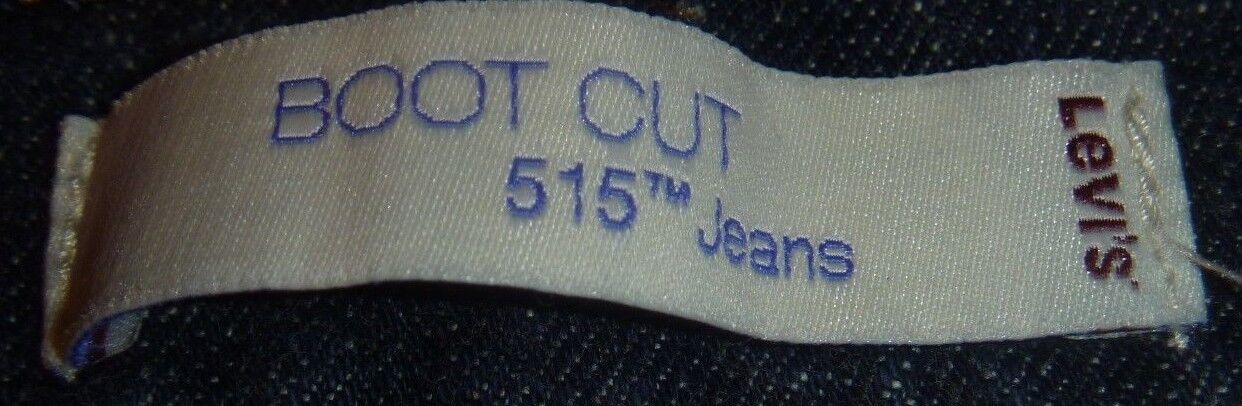 BOOT CUT
515™ Jeans
Levi's